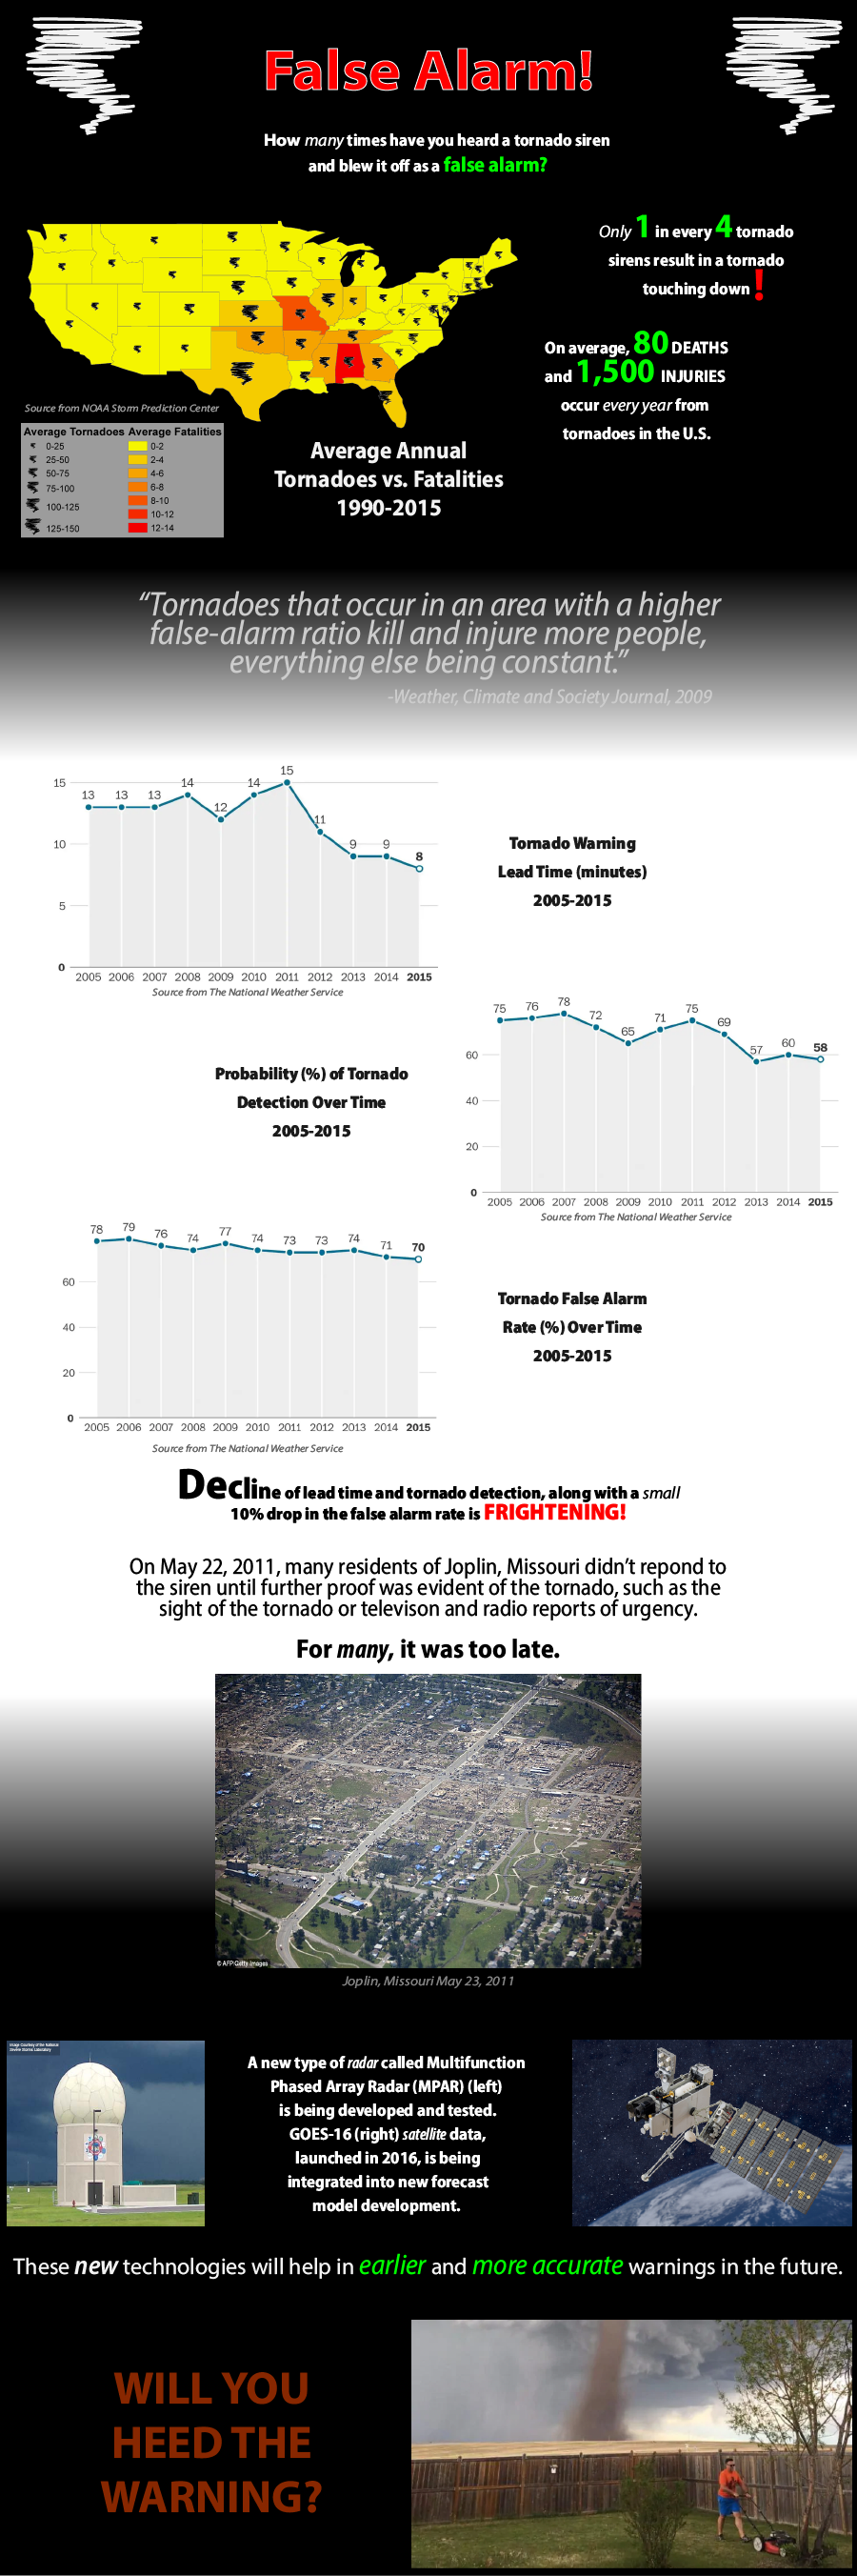 False Alarm!
How many times have you heard a tornado siren
and blew it off as a false alarm?
Only 1 in every 4 tornado
sirens result in a tornado
touching down !
On average, 80 DEATHS
and 1,500 INJURIES
occur every year from
tornadoes in the U.S.
Source from NOAA Storm Prediction Center
Average Tornadoes Average Fatalities
0-25 0-2
25-50 2-4
50-75 4-6
75-100 6-8
100-125 8-10
10-12
125-150 12-14
Average Annual
Tornadoes vs. Fatalities
1990-2015
“Tornadoes that occur in an area with a higher
false-alarm ratio kill and injure more people,
everything else being constant.”
-Weather, Climate and Society Journal, 2009
15
10
5
0
13 13 13 14 12 14 15 11 9 9 8
2005 2006 2007 2008 2009 2010 2011 2012 2013 2014 2015
Source from The National Weather Service
Tornado Warning
Lead Time (minutes)
2005-2015
Probability (%) of Tornado
Detection Over Time
2005-2015
75 76 78 72 65 71 75 69 57 60 58
60
40
20
0
2005 2006 2007 2008 2009 2010 2011 2012 2013 2014 2015
Source from The National Weather Service
78 79 76 74 77 74 73 73 74 71 70
60
40
20
0
2005 2006 2007 2008 2009 2010 2011 2012 2013 2014 2015
Source from The National Weather Service
Tornado False Alarm
Rate (%) Over Time
2005-2015
Decline of lead time and tornado detection, along with a small
10% drop in the false alarm rate is FRIGHTENING!
On May 22, 2011, many residents of Joplin, Missouri didn’t repond to
the siren until further proof was evident of the tornado, such as the
sight of the tornado or televison and radio reports of urgency.
For many, it was too late.
© AFP Getty Images
Joplin, Missouri May 23, 2011
Image Courtesy of the National
Severe Storms Laboratory
A new type of radar called Multifunction
Phased Array Radar (MPAR) (left)
is being developed and tested.
GOES-16 (right) satellite data,
launched in 2016, is being
integrated into new forecast
model development.
These new technologies will help in earlier and more accurate warnings in the future.
WILL YOU
HEED THE
WARNING?